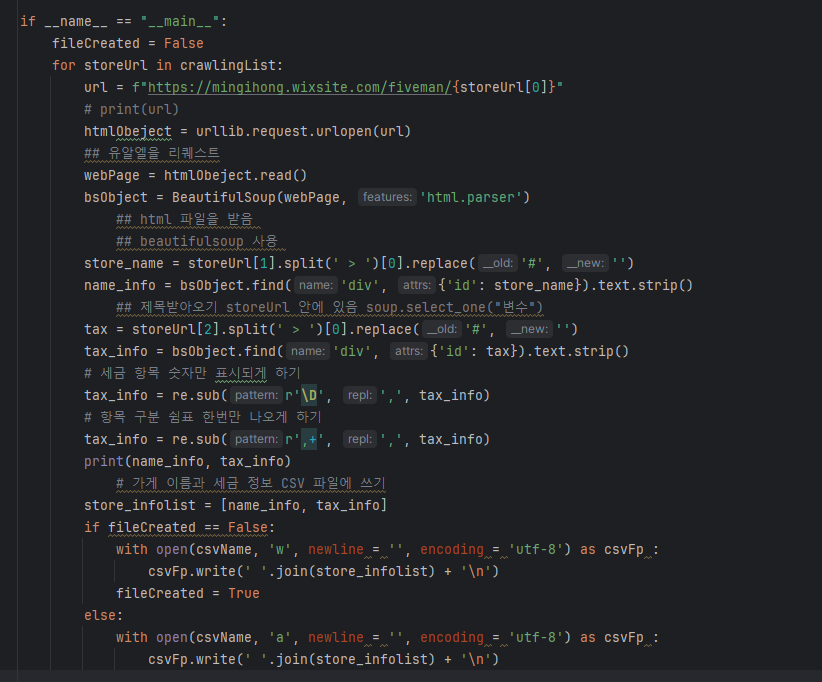 if __name__ == "__main__":
    fileCreated = False
    for storeUrl in crawlingList:
        url = f"https://mingihong.wixsite.com/fiveman/{storeUrl[0]}"
        # print(url)
        htmlObeject = urllib.request.urlopen(url)
        ## 유알엘을 리퀘스트
        webPage = htmlObeject.read()
        bsObject = BeautifulSoup(webPage, features: 'html.parser')
            ## html 파일을 받음
            ## beautifulsoup 사용
        store_name = storeUrl[1].split(' > ')[0].replace( __old: '#', __new: '')
        name_info = bsObject.find( name: 'div', attrs: {'id': store_name}).text.strip()
            ## 제목받아오기 storeUrl 안에 있음 soup.select_one("변수")
        tax = storeUrl[2].split(' > ')[0].replace( __old: '#', __new: '')
        tax_info = bsObject.find( name: 'div', attrs: {'id': tax}).text.strip()
        # 세금 항목 숫자만 표시되게 하기
        tax_info = re.sub( pattern: r'\D', repl: ',', tax_info)
        # 항목 구분 쉼표 한번만 나오게 하기
        tax_info = re.sub( pattern: r',+', repl: ',', tax_info)
        print(name_info, tax_info)
            # 가게 이름과 세금 정보 CSV 파일에 쓰기
        store_infolist = [name_info, tax_info]
        if fileCreated == False:
            with open(csvName, 'w', newline = '', encoding = 'utf-8') as csvFp :
                csvFp.write(' '.join(store_infolist) + '\n')
            fileCreated = True
        else:
            with open(csvName, 'a', newline = '', encoding = 'utf-8') as csvFp :
                csvFp.write(' '.join(store_infolist) + '\n')